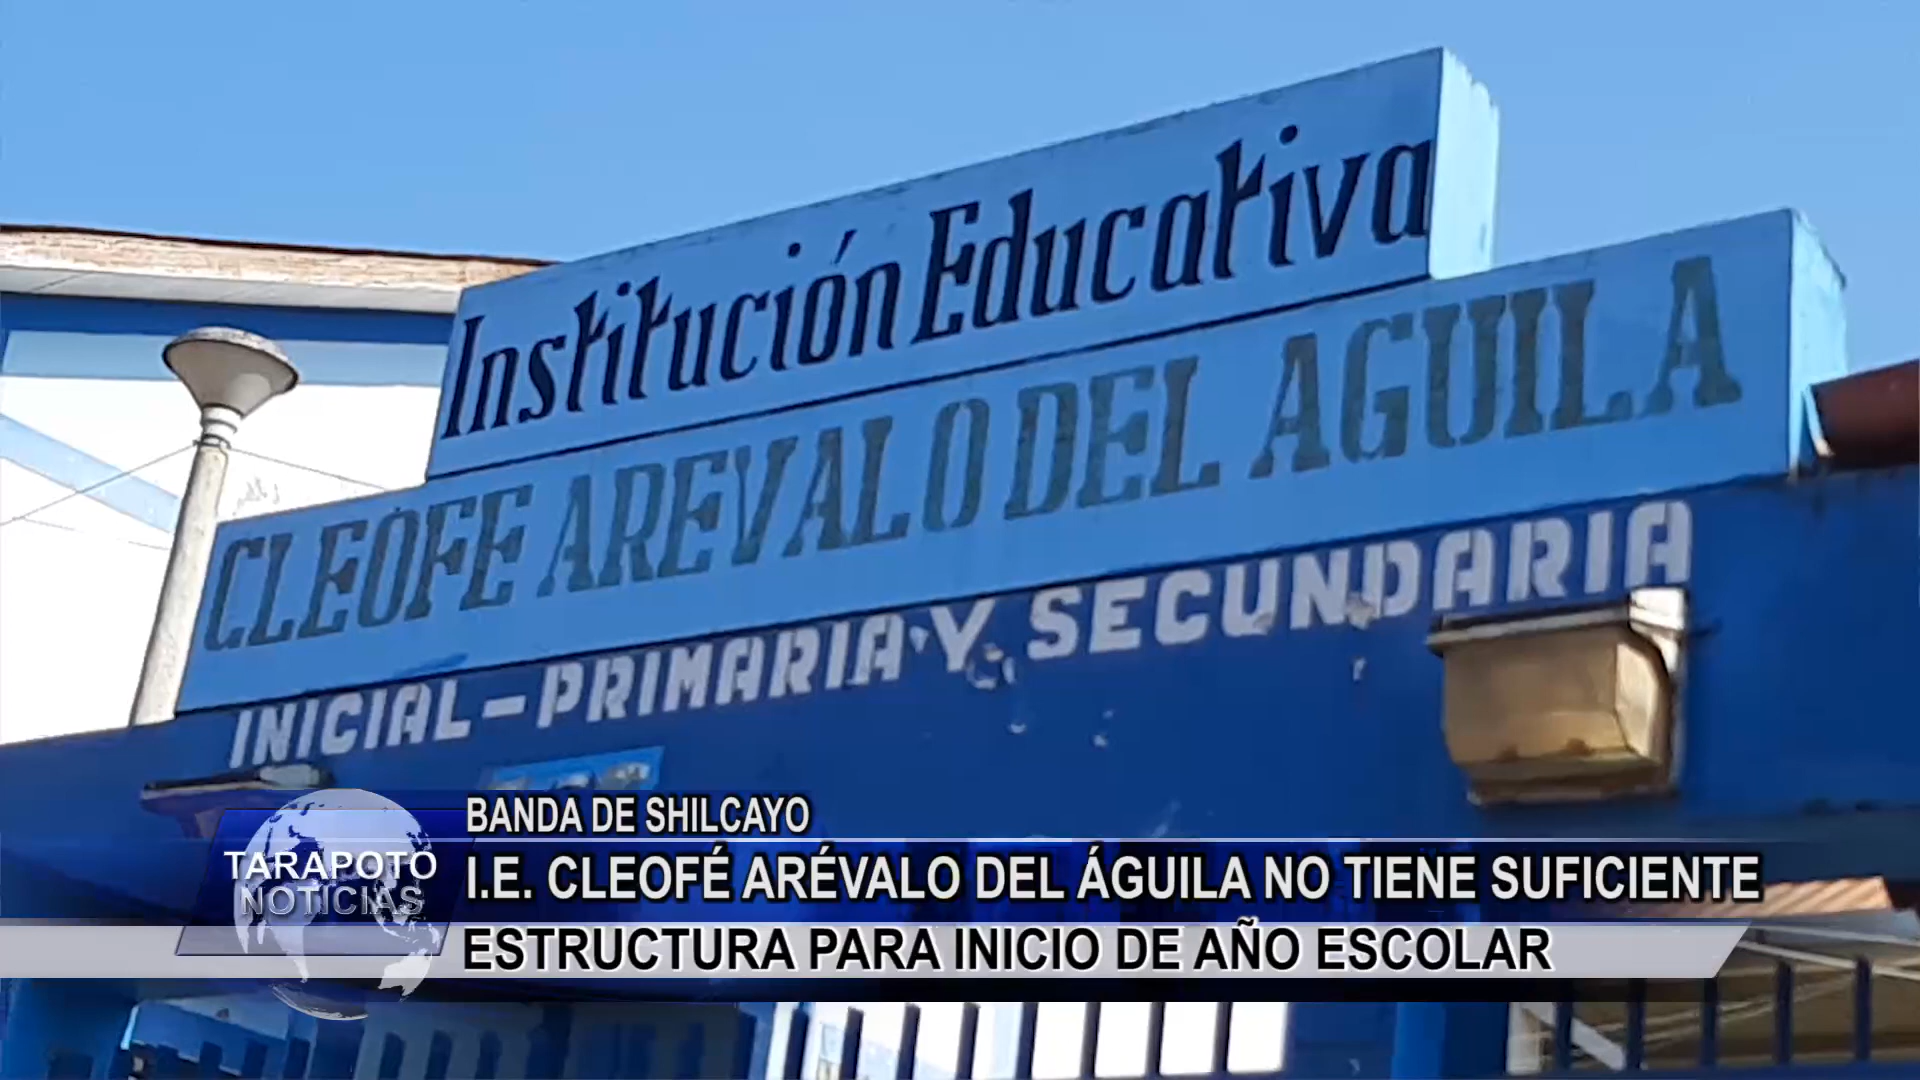 Institución Educativa
CLEOFE AREVALO DEL AGUILA
INICIAL - PRIMARIA Y SECUNDARIA
BANDA DE SHILCAYO
TARAPOTO
NOTICIAS
I.E. CLEOFÉ ARÉVALO DEL ÁGUILA NO TIENE SUFICIENTE
ESTRUCTURA PARA INICIO DE AÑO ESCOLAR